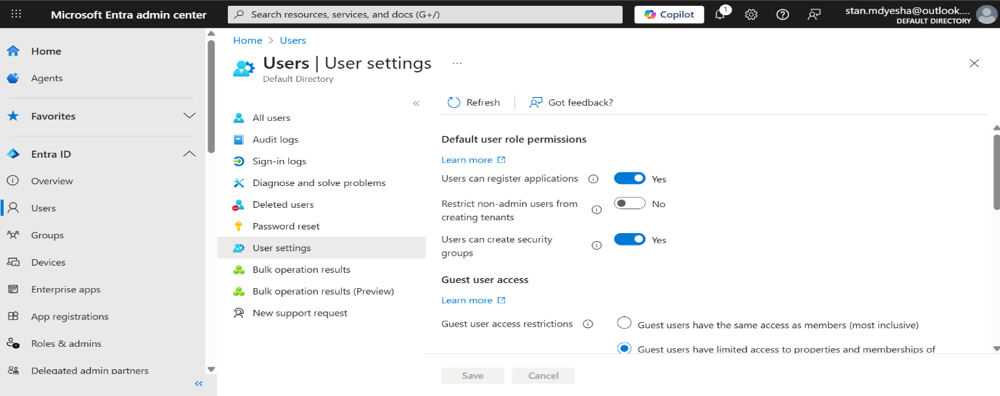 Microsoft Entra admin center
Search resources, services, and docs (G+/)
Copilot
1
stan.mdyesha@outlook....
DEFAULT DIRECTORY
Home
Agents
Favorites
Entra ID
Overview
Users
Groups
Devices
Enterprise apps
App registrations
Roles & admins
Delegated admin partners
Home > Users
Users | User settings
...
Default Directory
All users
Audit logs
Sign-in logs
Diagnose and solve problems
Deleted users
Password reset
User settings
Bulk operation results
Bulk operation results (Preview)
New support request
Refresh
Got feedback?
Default user role permissions
Learn more
Users can register applications
Yes
Restrict non-admin users from
creating tenants
No
Users can create security
groups
Yes
Guest user access
Learn more
Guest user access restrictions
Guest users have the same access as members (most inclusive)
Guest users have limited access to properties and memberships of
Save
Cancel